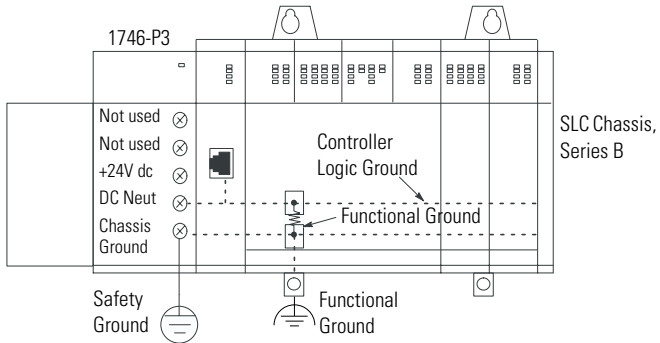 1746-P3
Not used
Not used
+24V dc
DC Neut
Chassis
Ground
Controller
Logic Ground
Functional Ground
SLC Chassis,
Series B
Safety
Ground
Functional
Ground